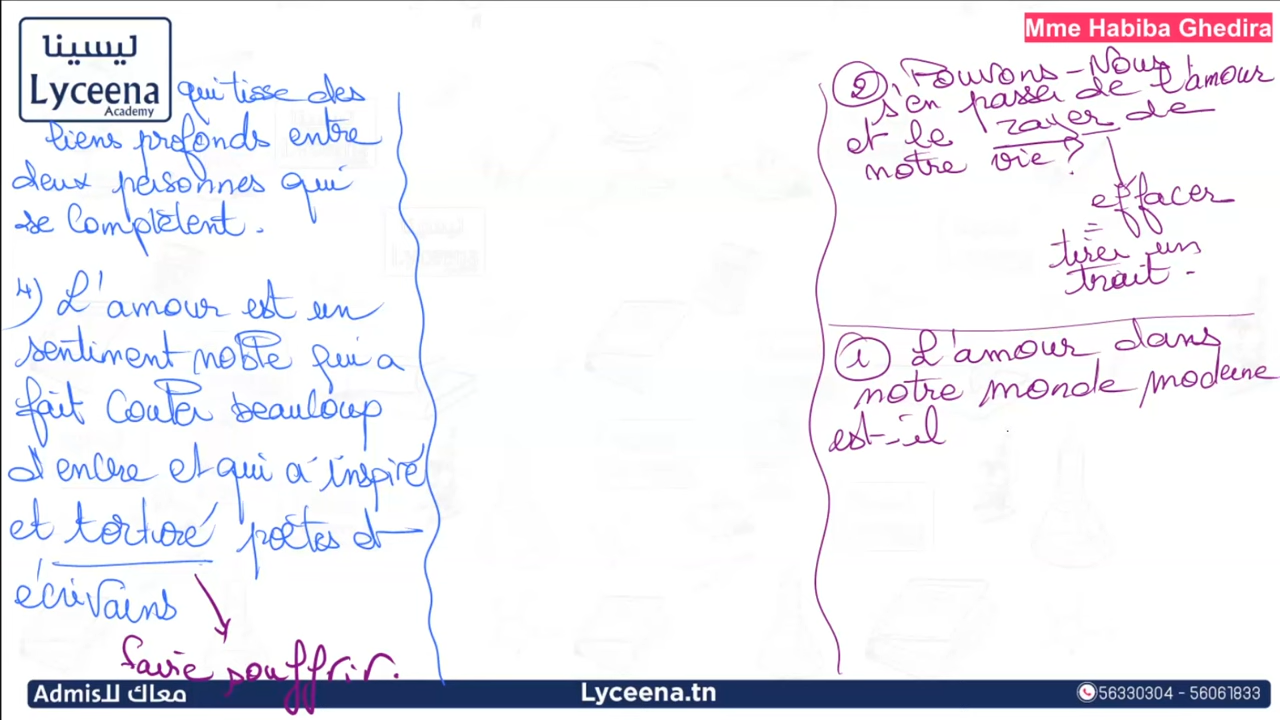 ليسينا
Lyceena
Academy
Mme Habiba Ghedira
qui tisse des
liens profonds entre
deux personnes qui
se complètent.
4) L'amour est un
sentiment noble qui a
fait couler beaucoup
d'encre et qui a inspiré
et torturé poètes et
écrivains
faire souffrir.
2 Pouvons-Nous
s'en passer de l'amour
et le rayer de
notre vie?
effacer
=
tirer un
trait.
1 L'amour dans
notre monde moderne
est-il
Admis معاك للـ
Lyceena.tn
56330304 - 56061833